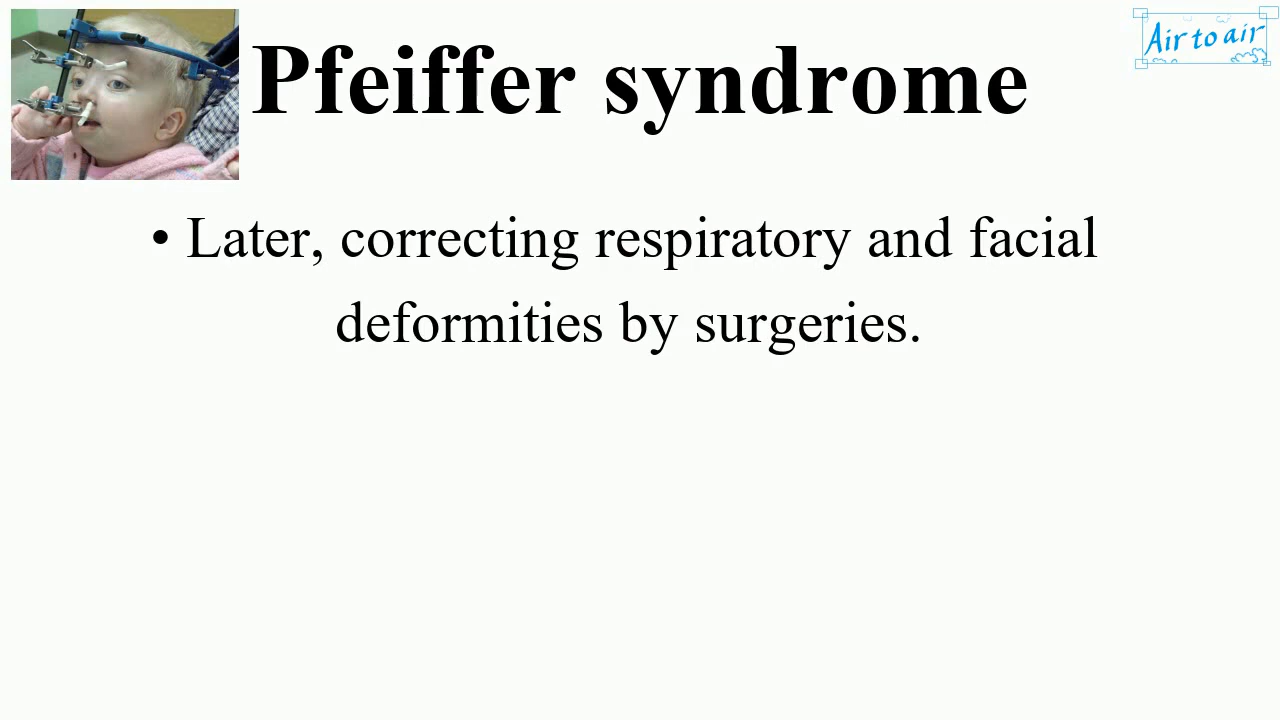 Pfeiffer syndrome
Air to air
• Later, correcting respiratory and facial
deformities by surgeries.